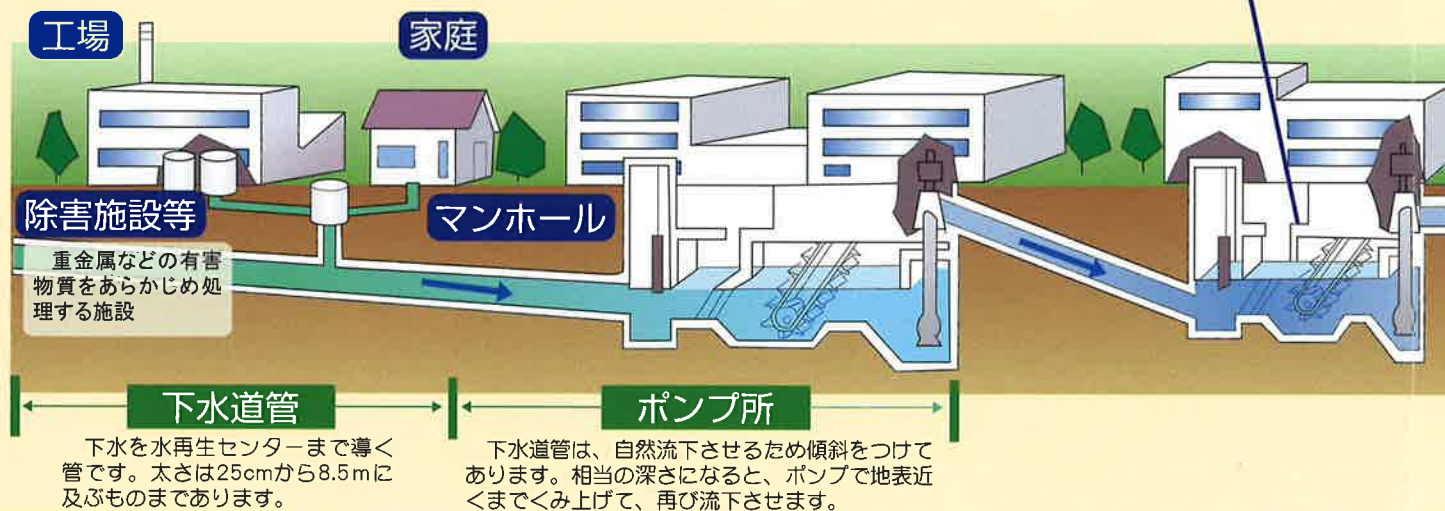 工場
家庭
除害施設等
マンホール
重金属などの有害
物質をあらかじめ処
理する施設
下水道管
下水を水再生センターまで導く
管です。太さは25cmから8.5mに
及ぶものまであります。
ポンプ所
下水道管は、自然流下させるため傾斜をつけて
あります。相当の深さになると、ポンプで地表近
くまでくみ上げて、再び流下させます。